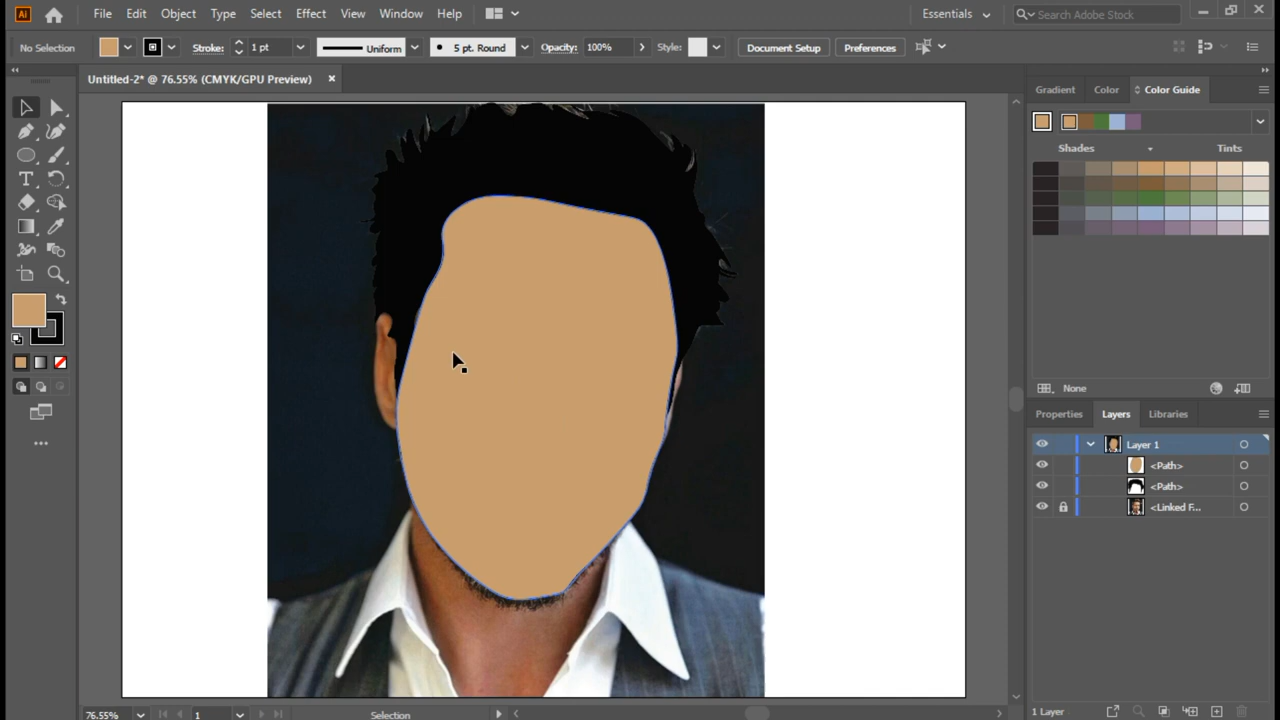 Ai File Edit Object Type Select Effect View Window Help Essentials Search Adobe Stock
No Selection Stroke: 1 pt Uniform 5 pt. Round Opacity: 100% Style: Document Setup Preferences
Untitled-2* @ 76.55% (CMYK/GPU Preview)
Gradient Color Color Guide
Shades Tints
None
Properties Layers Libraries
Layer 1
<Path>
<Path>
<Linked F...
76.55% 1 Selection 1 Layer